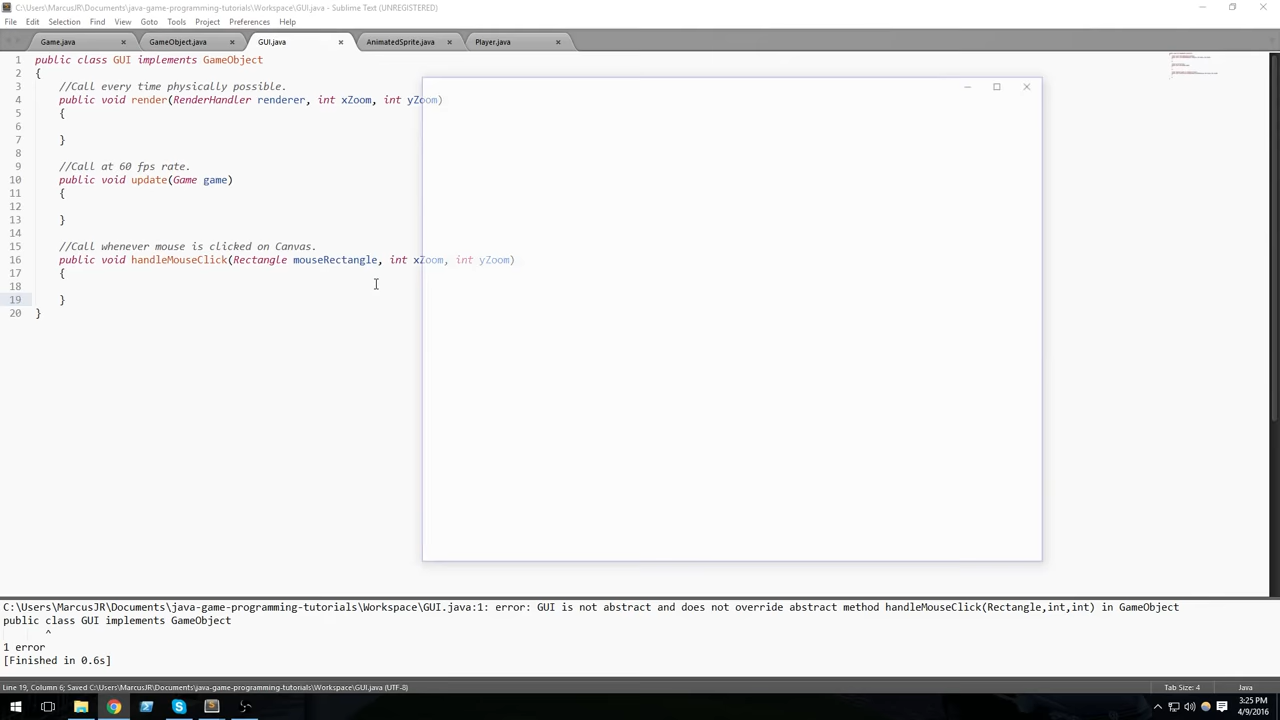 C:\Users\MarcusJR\Documents\java-game-programming-tutorials\Workspace\GUI.java - Sublime Text (UNREGISTERED)
File Edit Selection Find View Goto Tools Project Preferences Help
Game.java GameObject.java GUI.java AnimatedSprite.java Player.java
1 public class GUI implements GameObject
2 {
3 //Call every time physically possible.
4 public void render(RenderHandler renderer, int xZoom, int yZoom)
5 {
6
7 }
8
9 //Call at 60 fps rate.
10 public void update(Game game)
11 {
12
13 }
14
15 //Call whenever mouse is clicked on Canvas.
16 public void handleMouseClick(Rectangle mouseRectangle, int xZoom, int yZoom)
17 {
18
19 }
20 }
C:\Users\MarcusJR\Documents\java-game-programming-tutorials\Workspace\GUI.java:1: error: GUI is not abstract and does not override abstract method handleMouseClick(Rectangle,int,int) in GameObject
public class GUI implements GameObject
^
1 error
[Finished in 0.6s]
Line 19, Column 6; Saved C:\Users\MarcusJR\Documents\java-game-programming-tutorials\Workspace\GUI.java (UTF-8) Tab Size: 4 Java
3:25 PM
4/9/2016